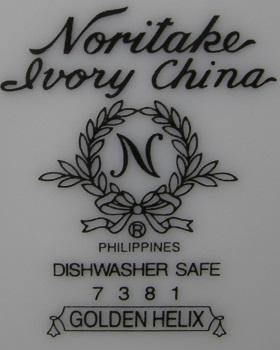 Noritake
Ivory China
N
®
PHILIPPINES
DISHWASHER SAFE
7381
GOLDEN HELIX